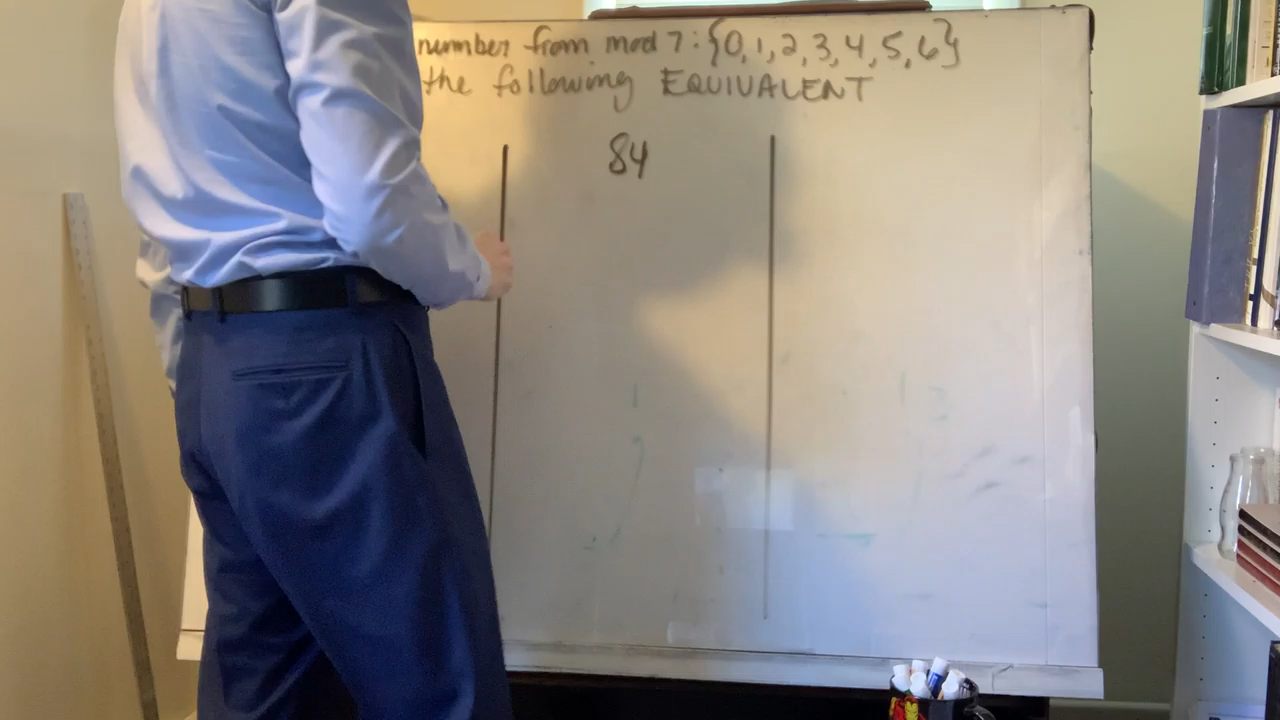 number from mod 7: {0, 1, 2, 3, 4, 5, 6}
the following EQUIVALENT
84